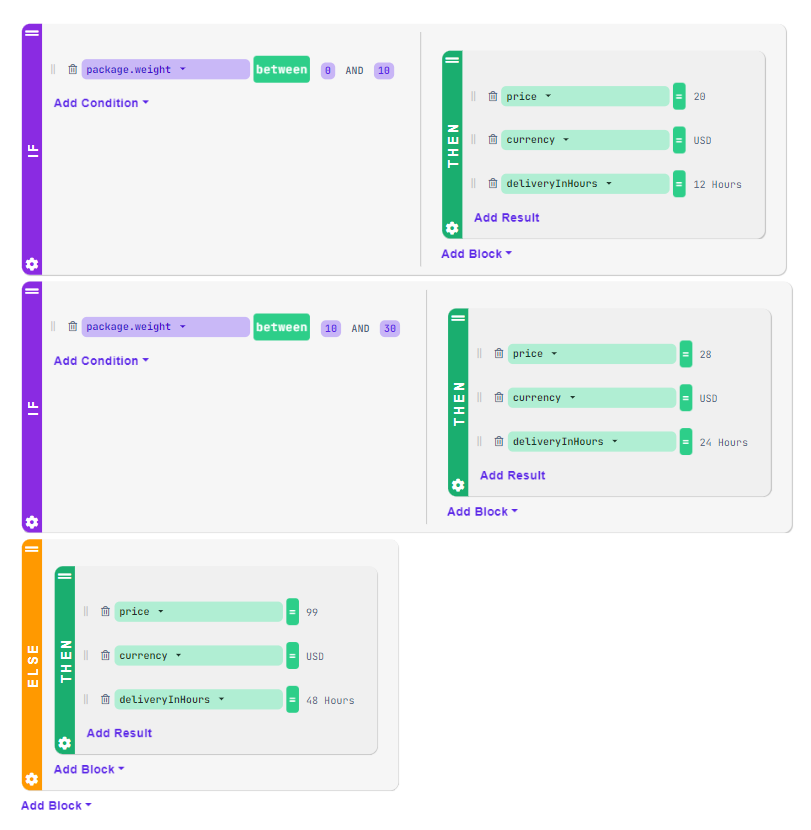 IF
package.weight between 0 AND 10
Add Condition
THEN
price = 20
currency = USD
deliveryInHours = 12 Hours
Add Result
Add Block
IF
package.weight between 10 AND 30
Add Condition
THEN
price = 28
currency = USD
deliveryInHours = 24 Hours
Add Result
Add Block
ELSE
THEN
price = 99
currency = USD
deliveryInHours = 48 Hours
Add Result
Add Block
Add Block